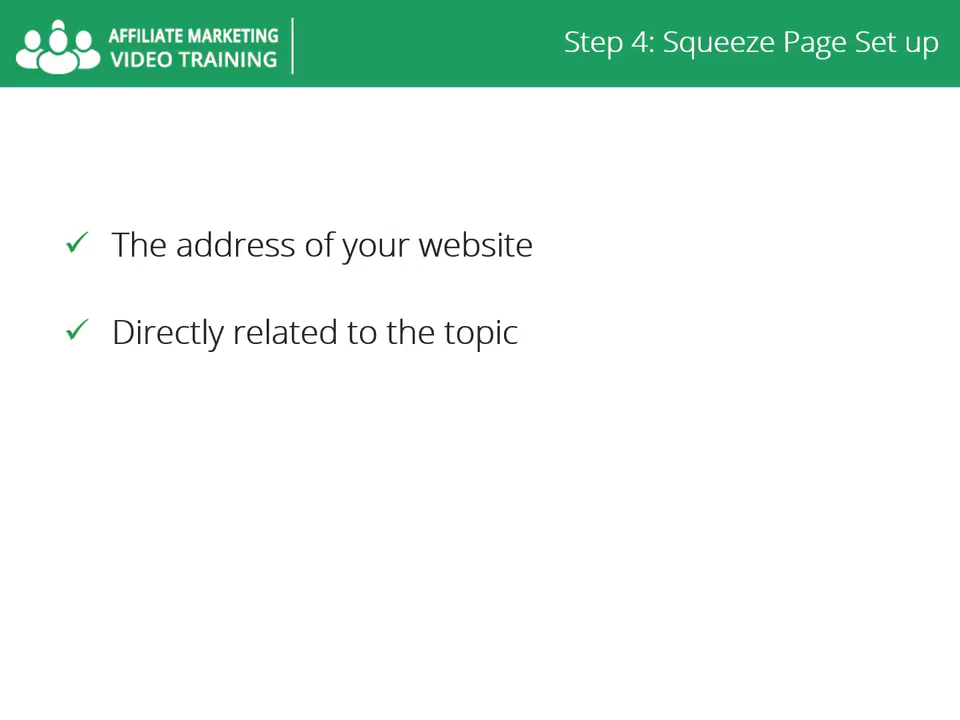 AFFILIATE MARKETING
VIDEO TRAINING
Step 4: Squeeze Page Set up
The address of your website
Directly related to the topic